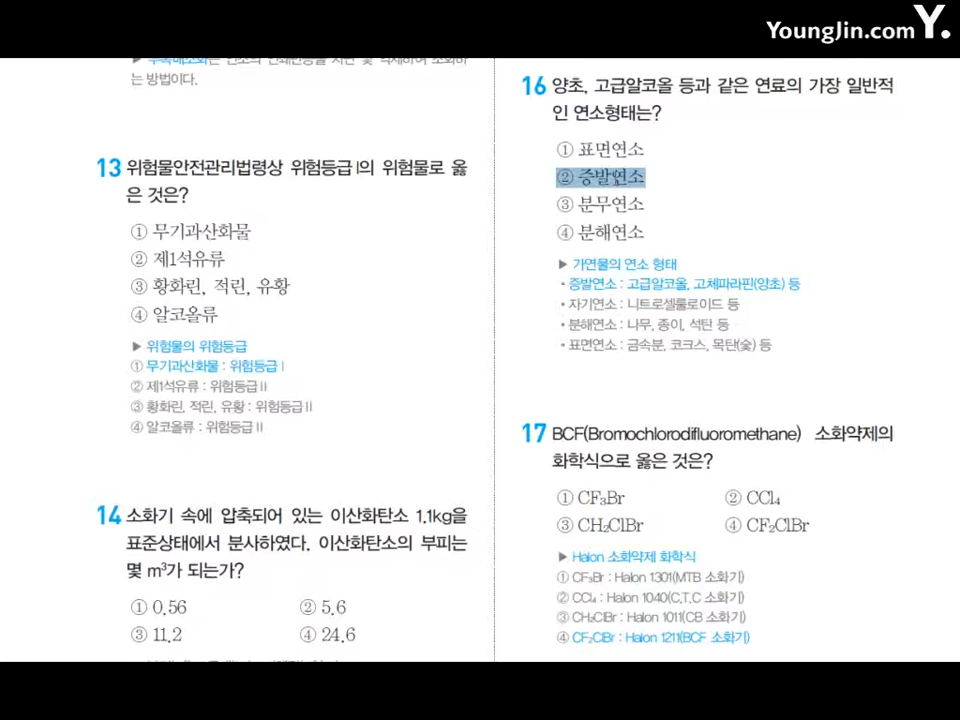 YoungJin.com Y.
는 방법이다.
13 위험물안전관리법령상 위험등급 I의 위험물로 옳
은 것은?
① 무기과산화물
② 제1석유류
③ 황화린, 적린, 유황
④ 알코올류
▶ 위험물의 위험등급
① 무기과산화물 : 위험등급 I
② 제1석유류 : 위험등급 II
③ 황화린, 적린, 유황 : 위험등급 II
④ 알코올류 : 위험등급 II
14 소화기 속에 압축되어 있는 이산화탄소 1.1kg을
표준상태에서 분사하였다. 이산화탄소의 부피는
몇 m³가 되는가?
① 0.56 ② 5.6
③ 11.2 ④ 24.6
16 양초, 고급알코올 등과 같은 연료의 가장 일반적
인 연소형태는?
① 표면연소
② 증발연소
③ 분무연소
④ 분해연소
▶ 가연물의 연소 형태
• 증발연소 : 고급알코올, 고체파라핀(양초) 등
• 자기연소 : 니트로셀룰로이드 등
• 분해연소 : 나무, 종이, 석탄 등
• 표면연소 : 금속분, 코크스, 목탄(숯) 등
17 BCF(Bromochlorodifluoromethane) 소화약제의
화학식으로 옳은 것은?
① CF₃Br ② CCl₄
③ CH₂ClBr ④ CF₂ClBr
▶ Halon 소화약제 화학식
① CF₃Br : Halon 1301(MTB 소화기)
② CCl₄ : Halon 1040(C.T.C 소화기)
③ CH₂ClBr : Halon 1011(CB 소화기)
④ CF₂ClBr : Halon 1211(BCF 소화기)